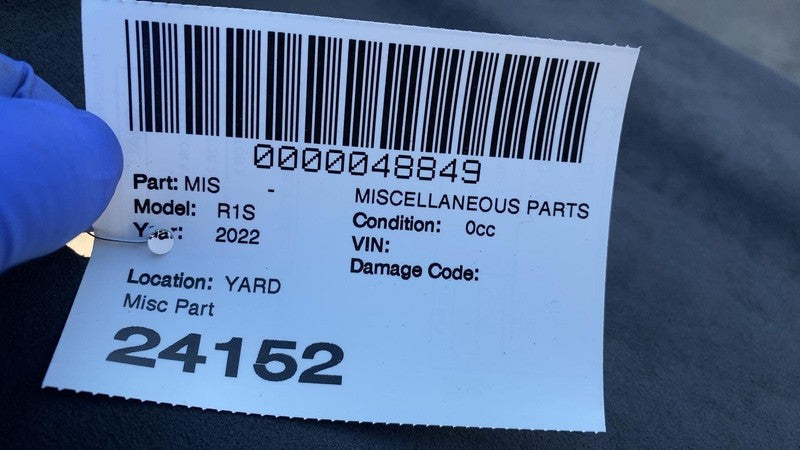 0000048849
Part: MIS - MISCELLANEOUS PARTS
Model: R1S Condition: 0cc
Year: 2022 VIN:
Damage Code:
Location: YARD
Misc Part
24152